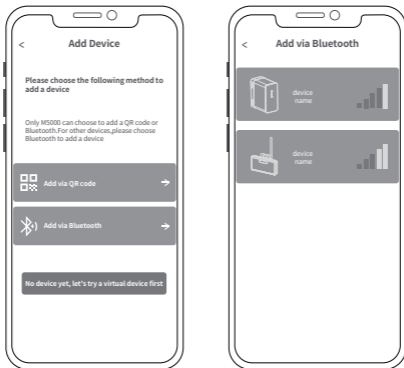 < Add Device
Please choose the following method to
add a device
Only M5000 can choose to add a QR code or
Bluetooth.For other devices,please choose
Bluetooth to add a device
Add via QR code
Add via Bluetooth
No device yet, let's try a virtual device first
< Add via Bluetooth
device
name
device
name